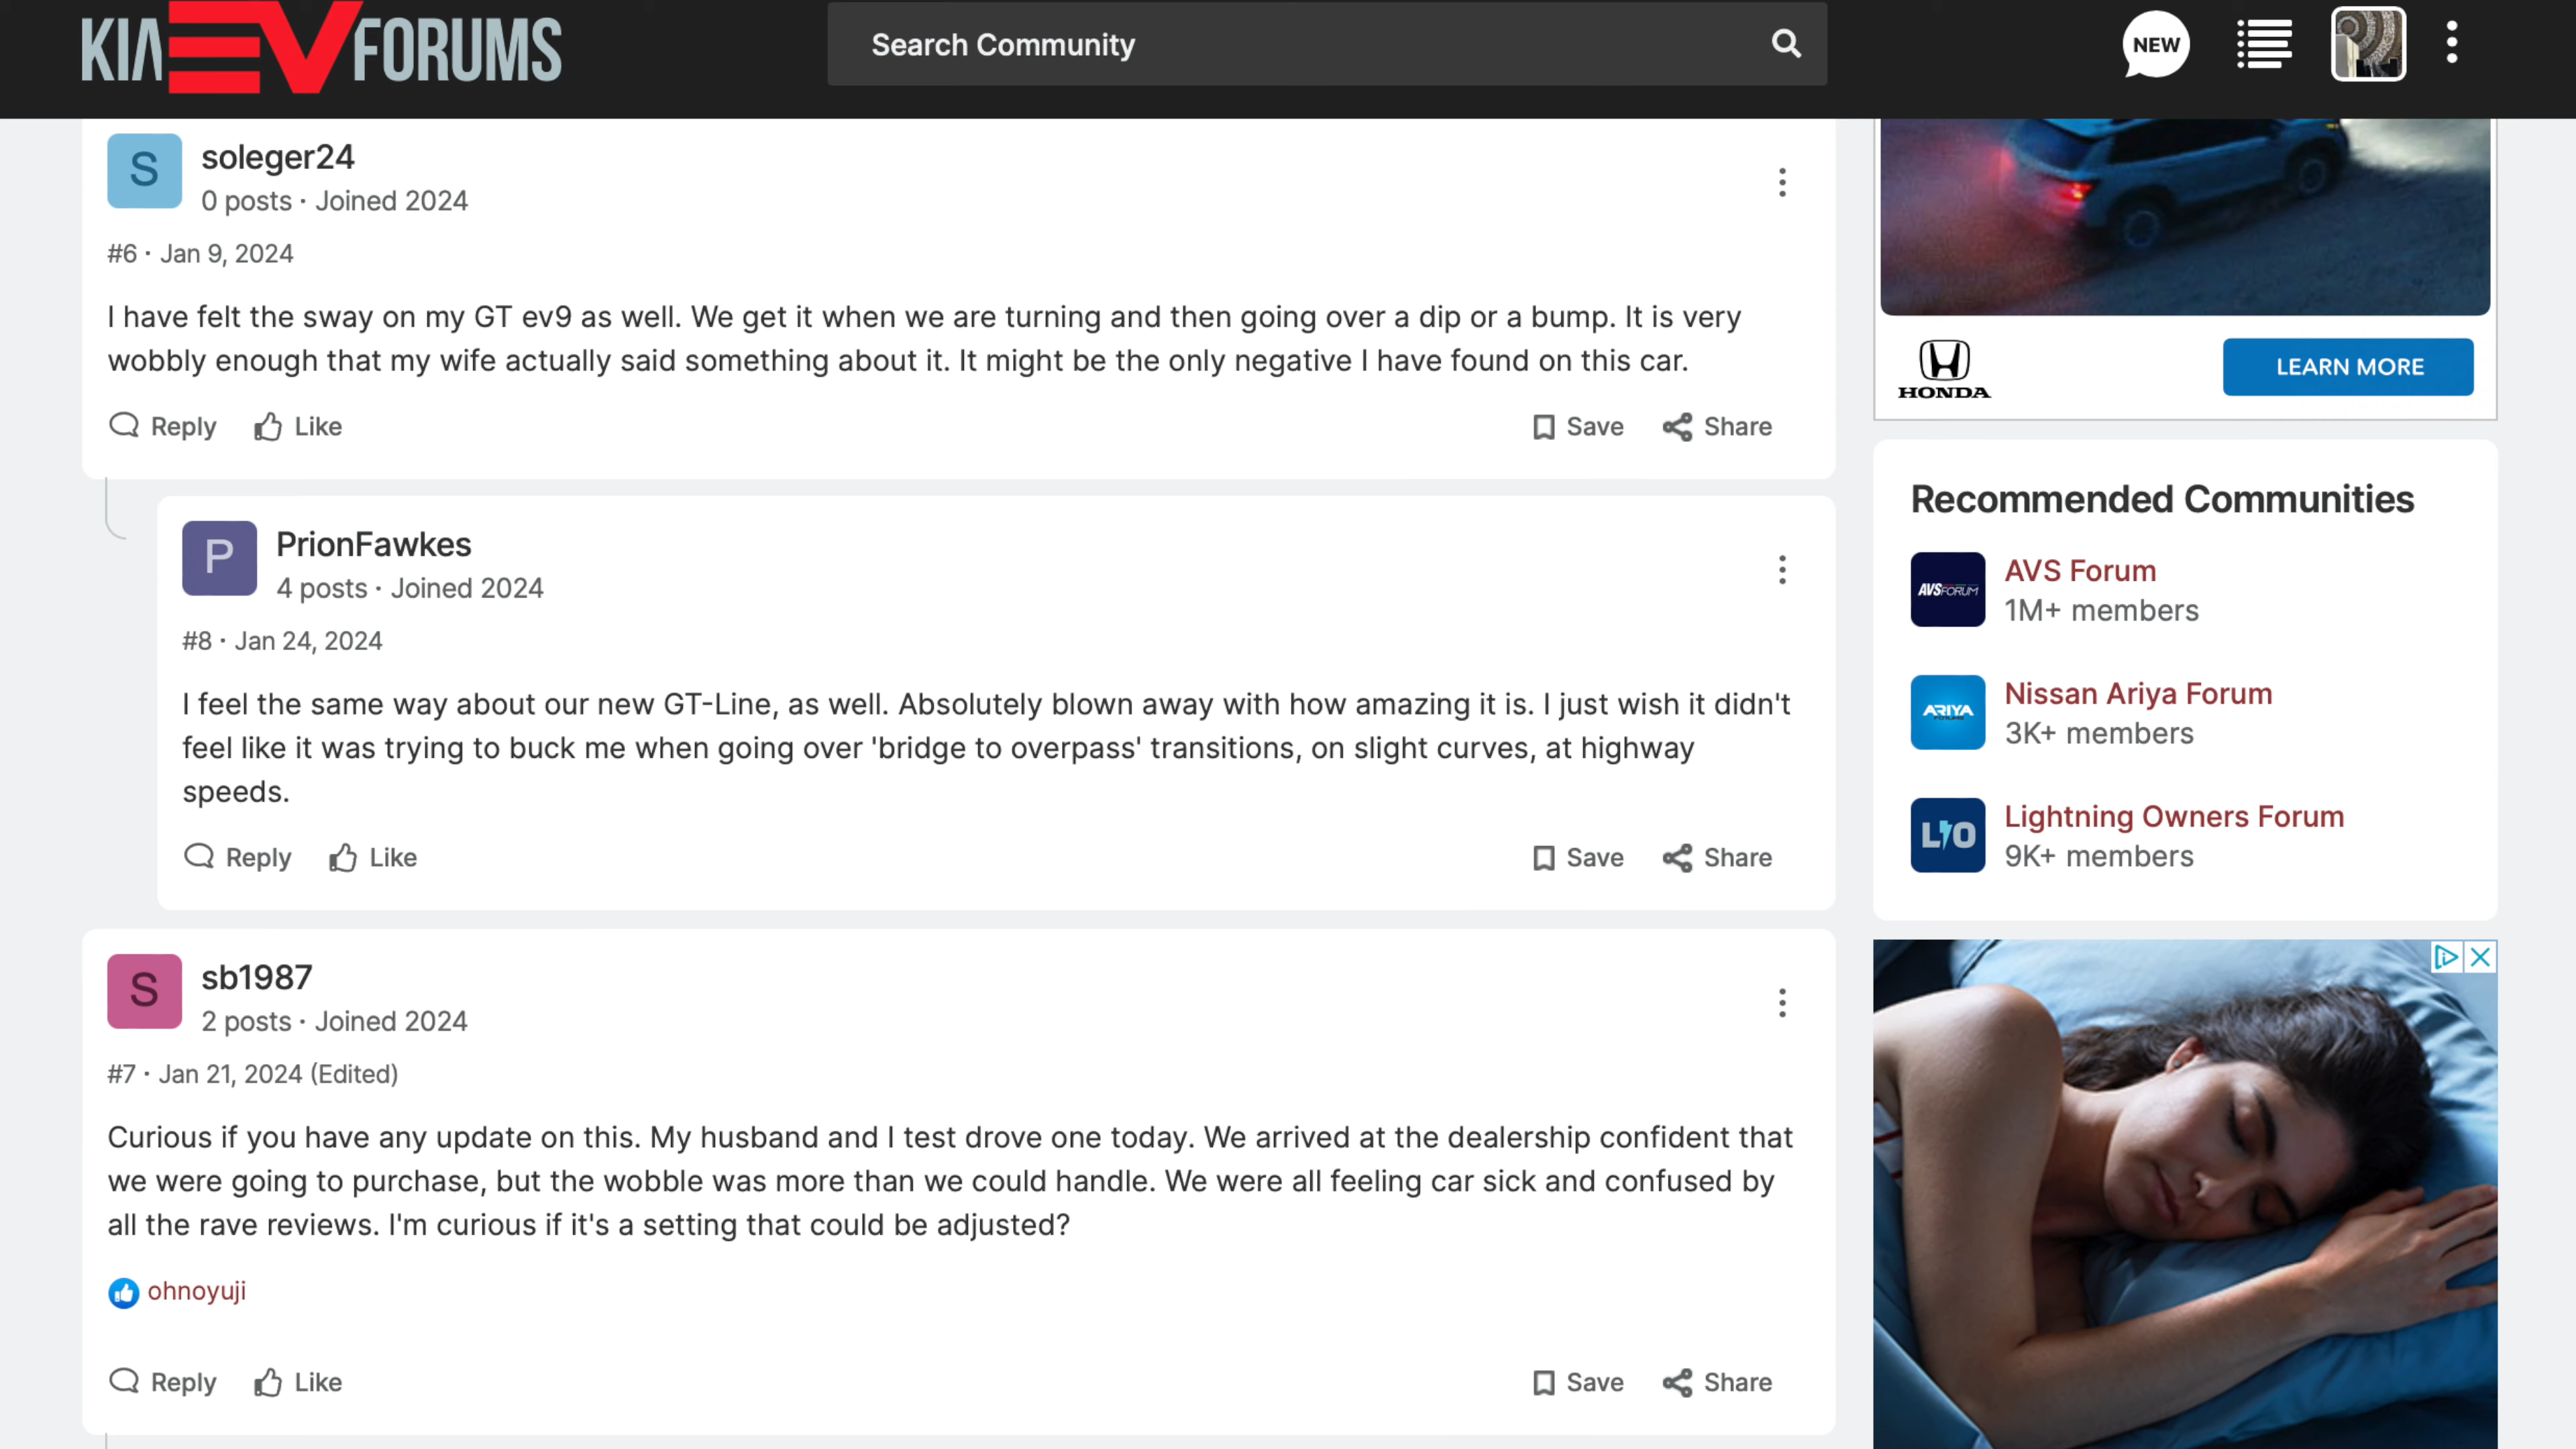 KIA EV FORUMS
Search Community
NEW
S
soleger24
0 posts · Joined 2024
#6 · Jan 9, 2024
I have felt the sway on my GT ev9 as well. We get it when we are turning and then going over a dip or a bump. It is very
wobbly enough that my wife actually said something about it. It might be the only negative I have found on this car.
Reply Like Save Share
P
PrionFawkes
4 posts · Joined 2024
#8 · Jan 24, 2024
I feel the same way about our new GT-Line, as well. Absolutely blown away with how amazing it is. I just wish it didn't
feel like it was trying to buck me when going over 'bridge to overpass' transitions, on slight curves, at highway
speeds.
Reply Like Save Share
S
sb1987
2 posts · Joined 2024
#7 · Jan 21, 2024 (Edited)
Curious if you have any update on this. My husband and I test drove one today. We arrived at the dealership confident that
we were going to purchase, but the wobble was more than we could handle. We were all feeling car sick and confused by
all the rave reviews. I'm curious if it's a setting that could be adjusted?
ohnoyuji
Reply Like Save Share
HONDA
LEARN MORE
Recommended Communities
AVSFORUM
AVS Forum
1M+ members
ARIYA
FORUMS
Nissan Ariya Forum
3K+ members
LO
Lightning Owners Forum
9K+ members